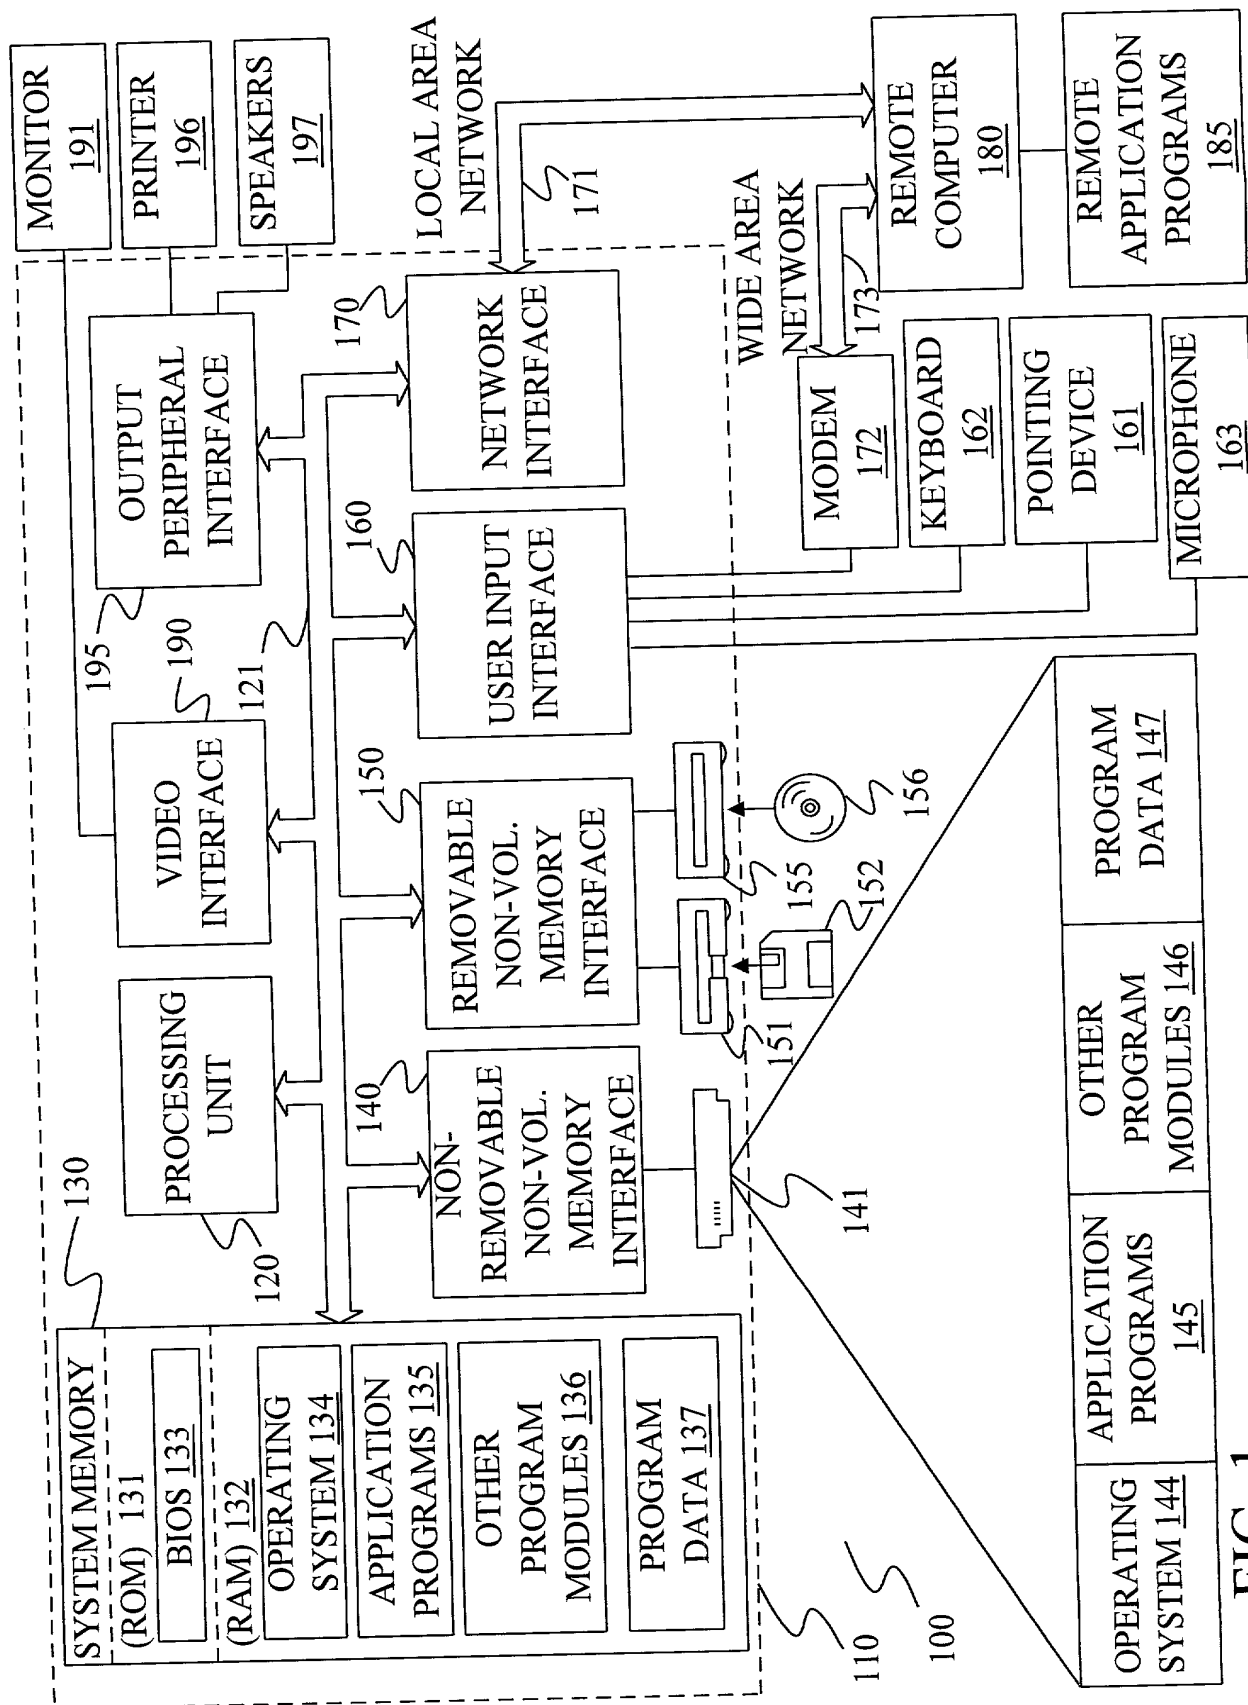 SYSTEM MEMORY
130
(ROM) 131
BIOS 133
(RAM) 132
OPERATING
SYSTEM 134
APPLICATION
PROGRAMS 135
OTHER
PROGRAM
MODULES 136
PROGRAM
DATA 137
PROCESSING
UNIT
120
VIDEO
INTERFACE
190
OUTPUT
PERIPHERAL
INTERFACE
195
121
MONITOR
191
PRINTER
196
SPEAKERS
197
NON-
REMOVABLE
NON-VOL.
MEMORY
INTERFACE
140
REMOVABLE
NON-VOL.
MEMORY
INTERFACE
150
USER INPUT
INTERFACE
160
NETWORK
INTERFACE
170
LOCAL AREA
NETWORK
171
141
151
152
155
156
WIDE AREA
NETWORK
173
MODEM
172
KEYBOARD
162
POINTING
DEVICE
161
MICROPHONE
163
REMOTE
COMPUTER
180
REMOTE
APPLICATION
PROGRAMS
185
110
100
OPERATING
SYSTEM 144
APPLICATION
PROGRAMS
145
OTHER
PROGRAM
MODULES 146
PROGRAM
DATA 147
FIG. 1